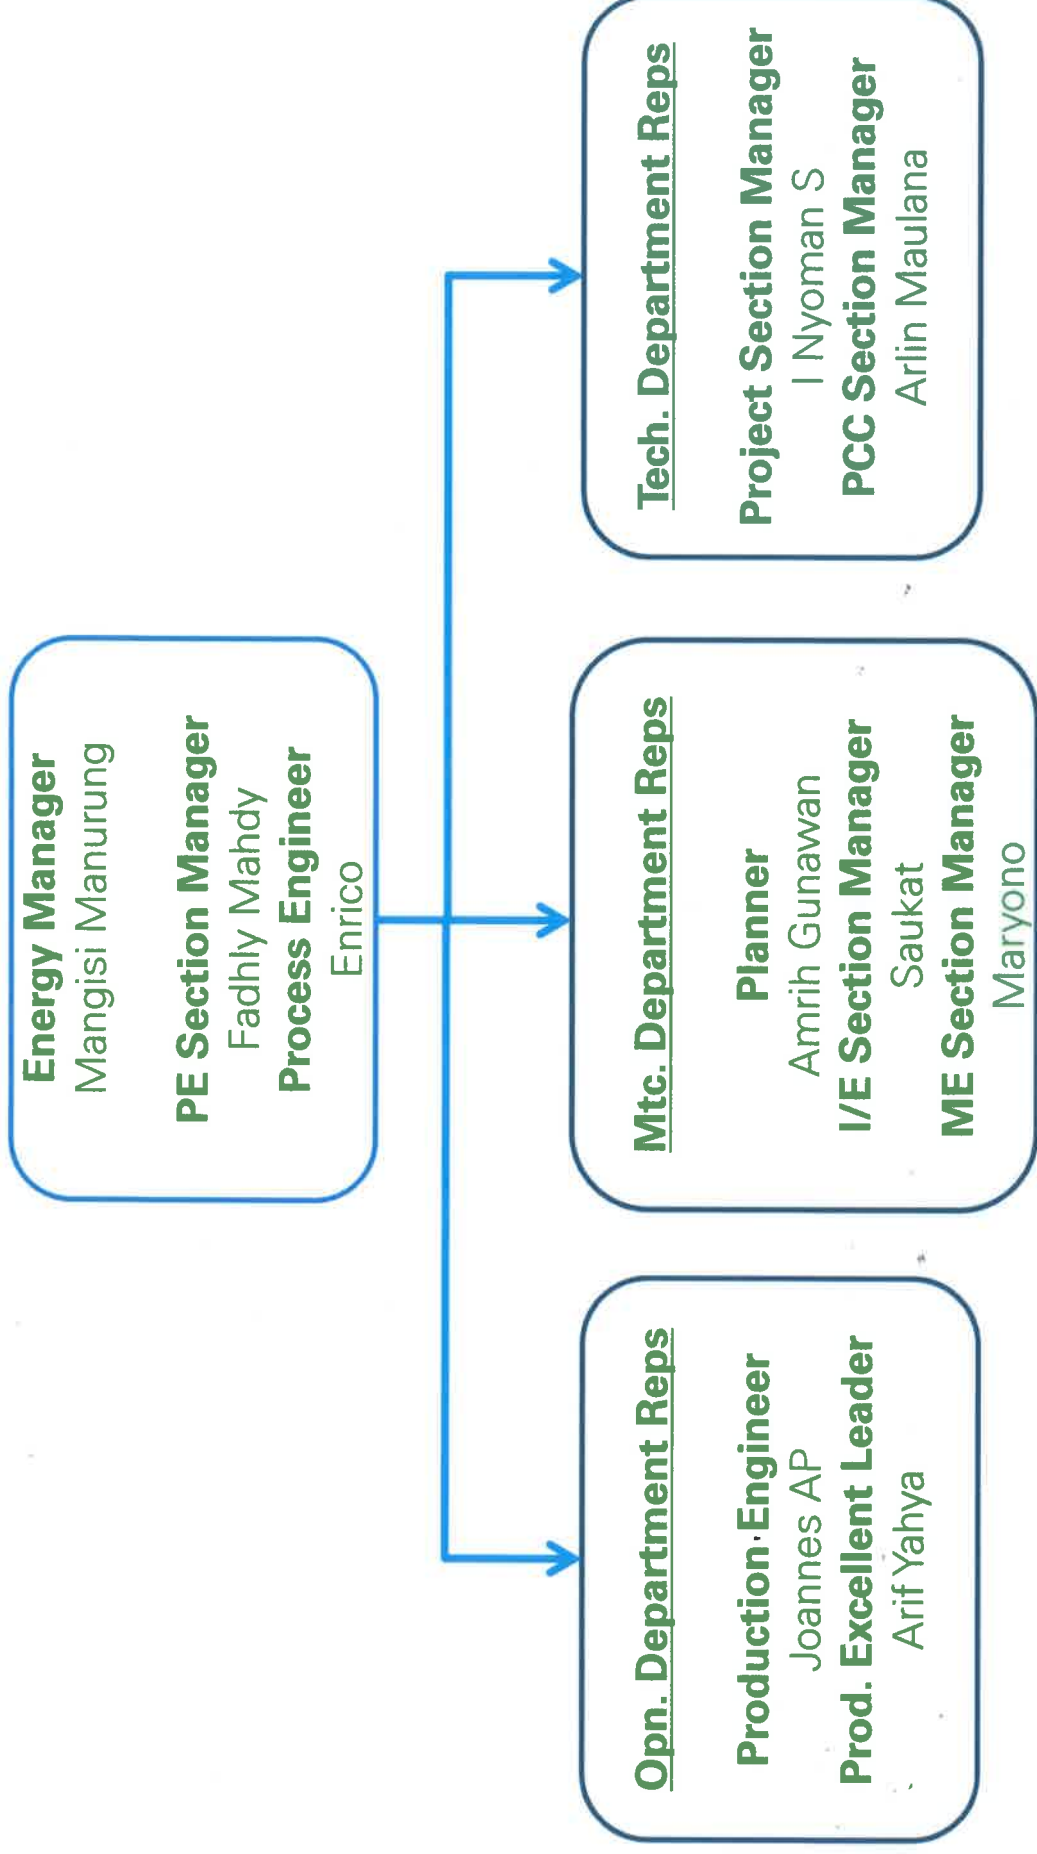 Energy Manager
Mangisi Manurung
PE Section Manager
Fadhly Mahdy
Process Engineer
Enrico
Opn. Department Reps
Production Engineer
Joannes AP
Prod. Excellent Leader
Arif Yahya
Mtc. Department Reps
Planner
Amrih Gunawan
I/E Section Manager
Saukat
ME Section Manager
Maryono
Tech. Department Reps
Project Section Manager
I Nyoman S
PCC Section Manager
Arlin Maulana